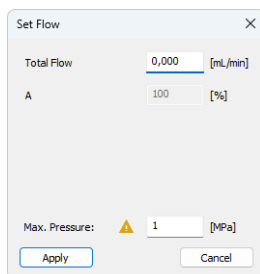 Set Flow
Total Flow 0,000 [mL/min]
A 100 [%]
Max. Pressure: 1 [MPa]
Apply Cancel